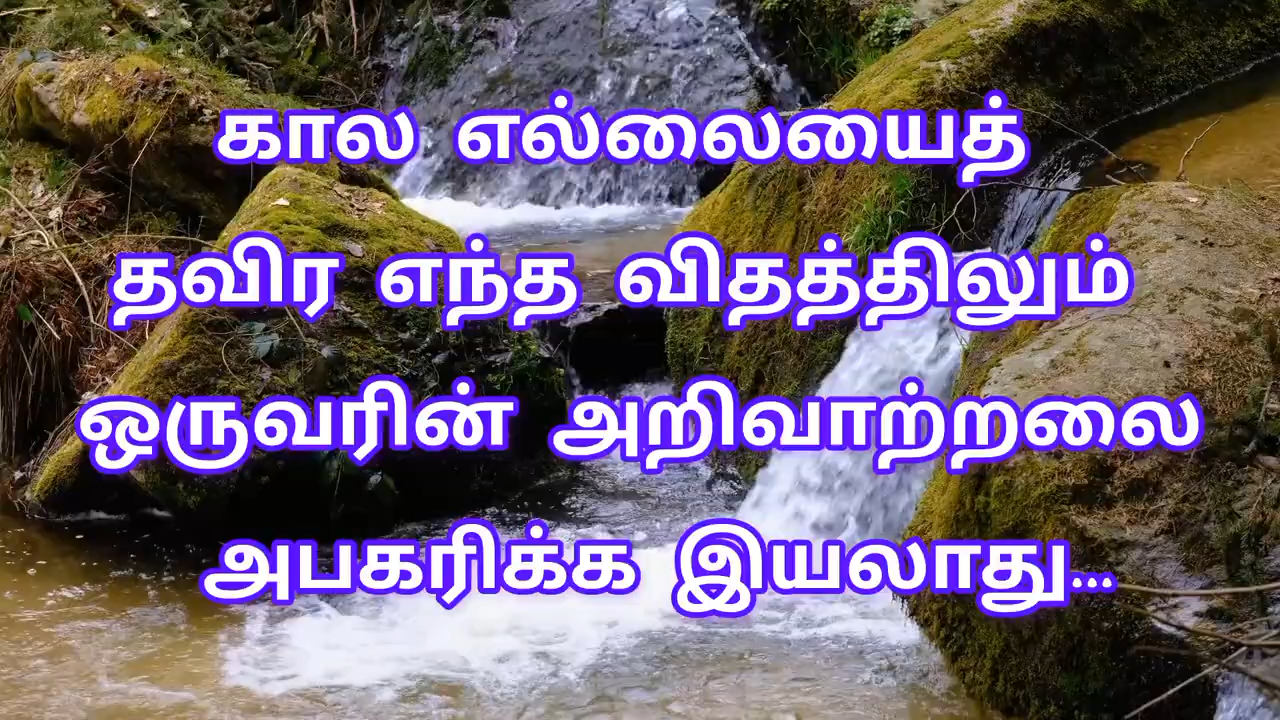 கால எல்லையைத்
தவிர எந்த விதத்திலும்
ஒருவரின் அறிவாற்றலை
அபகரிக்க இயலாது...